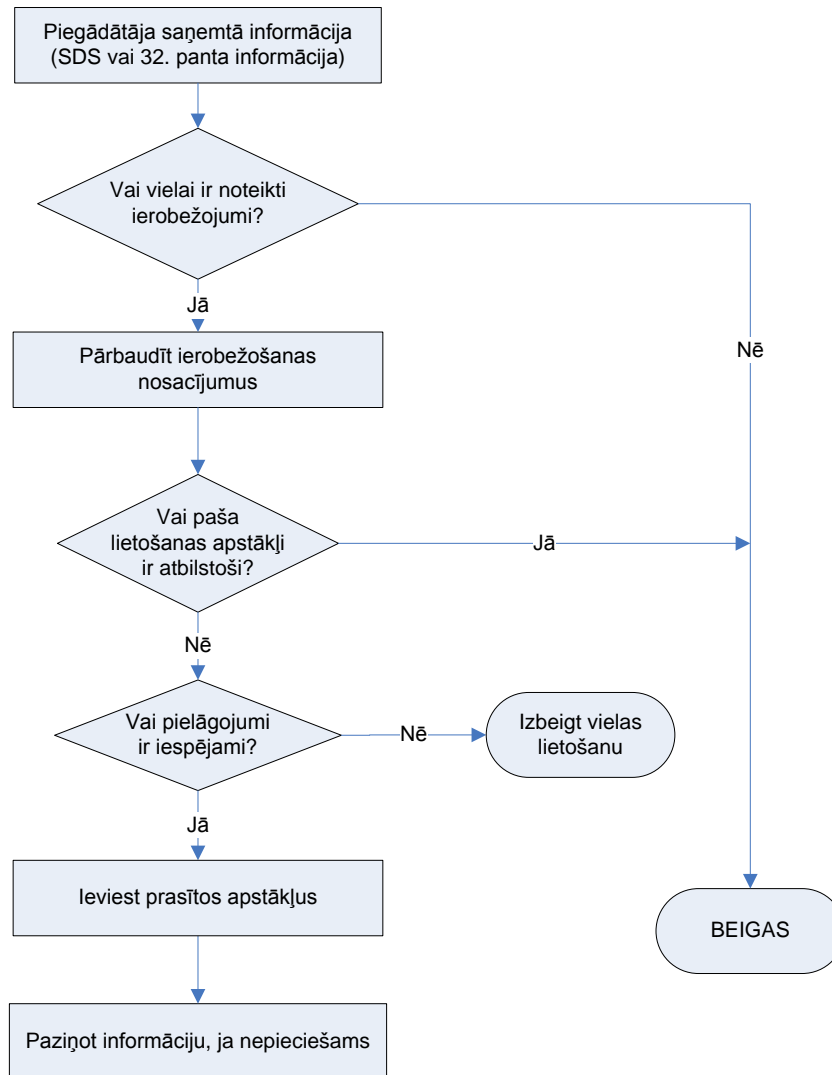 Piegādātāja saņemtā informācija
(SDS vai 32. panta informācija)
Vai vielai ir noteikti
ierobežojumi?
Jā
Nē
Pārbaudīt ierobežošanas
nosacījumus
Vai paša
lietošanas apstākļi
ir atbilstoši?
Jā
Nē
Vai pielāgojumi
ir iespējami?
Nē
Izbeigt vielas
lietošanu
Jā
Ieviest prasītos apstākļus
BEIGAS
Paziņot informāciju, ja nepieciešams